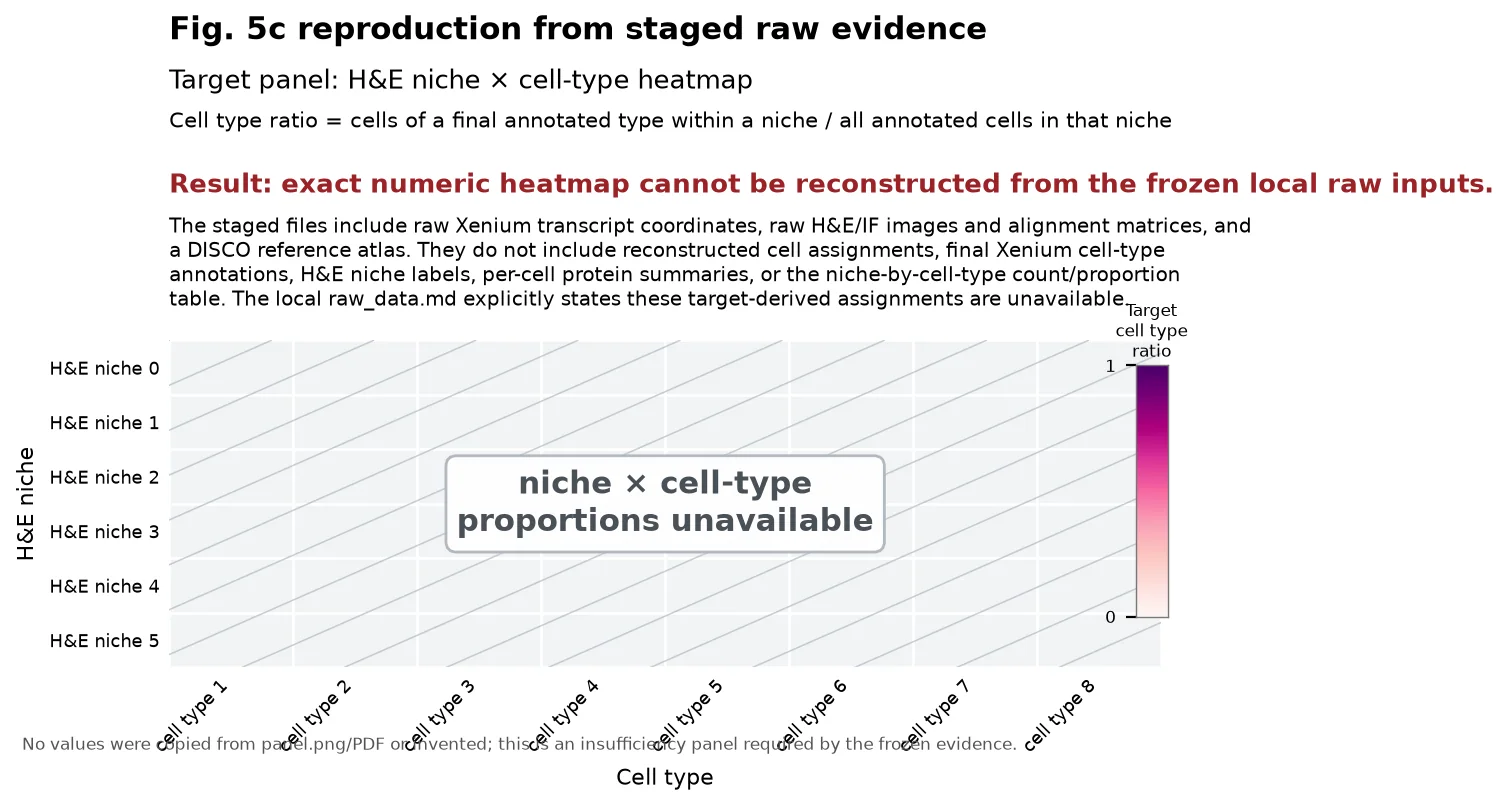 Fig. 5c reproduction from staged raw evidence
Target panel: H&E niche × cell-type heatmap
Cell type ratio = cells of a final annotated type within a niche / all annotated cells in that niche
Result: exact numeric heatmap cannot be reconstructed from the frozen local raw inputs.
The staged files include raw Xenium transcript coordinates, raw H&E/IF images and alignment matrices, and
a DISCO reference atlas. They do not include reconstructed cell assignments, final Xenium cell-type
annotations, H&E niche labels, per-cell protein summaries, or the niche-by-cell-type count/proportion
table. The local raw_data.md explicitly states these target-derived assignments are unavailable.
Target
cell type
ratio
1
0
H&E niche
H&E niche 0
H&E niche 1
H&E niche 2
H&E niche 3
H&E niche 4
H&E niche 5
niche × cell-type
proportions unavailable
cell type 1
cell type 2
cell type 3
cell type 4
cell type 5
cell type 6
cell type 7
cell type 8
No values were copied from panel.png/PDF or invented; this is an insufficiency panel required by the frozen evidence.
Cell type